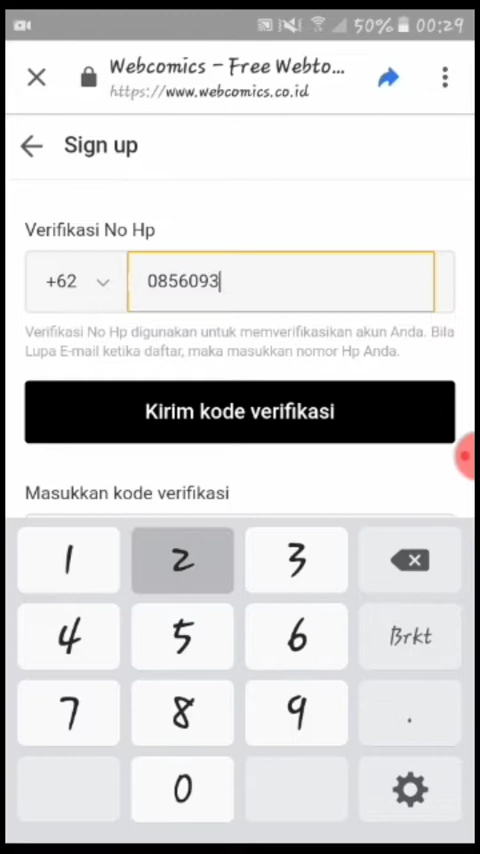 50% 00:29
Webcomics – Free Webto...
https://www.webcomics.co.id
Sign up
Verifikasi No Hp
+62 0856093
Verifikasi No Hp digunakan untuk memverifikasikan akun Anda. Bila
Lupa E-mail ketika daftar, maka masukkan nomor Hp Anda.
Kirim kode verifikasi
Masukkan kode verifikasi
1 2 3
4 5 6 Brkt
7 8 9 .
0